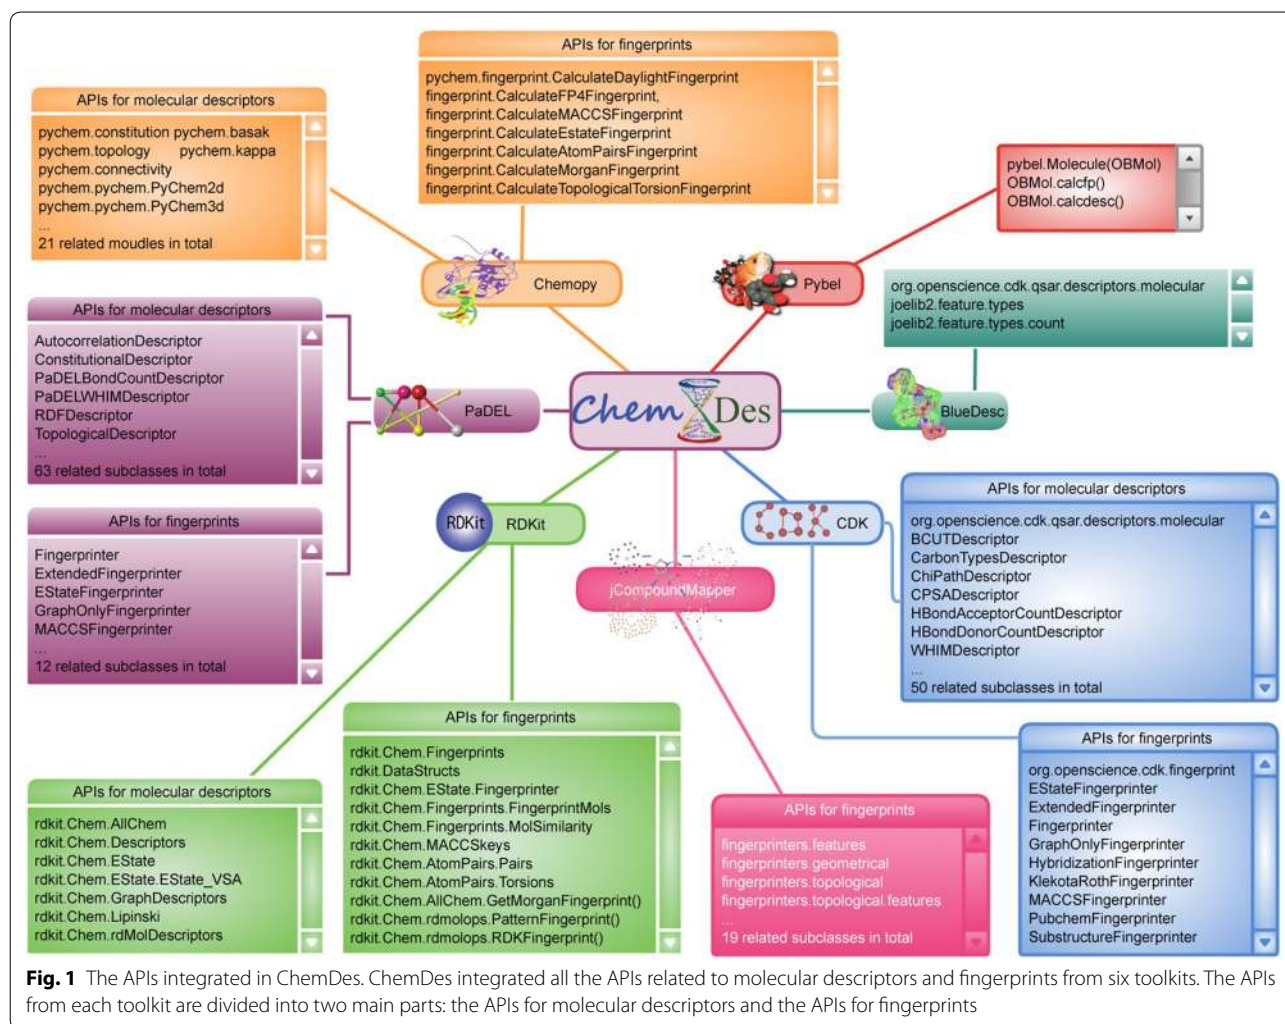 APIs for fingerprints
pychem.fingerprint.CalculateDaylightFingerprint
fingerprint.CalculateFP4Fingerprint,
fingerprint.CalculateMACCSFingerprint
fingerprint.CalculateEstateFingerprint
fingerprint.CalculateAtomPairsFingerprint
fingerprint.CalculateMorganFingerprint
fingerprint.CalculateTopologicalTorsionFingerprint
APIs for molecular descriptors
pychem.constitution pychem.basak
pychem.topology pychem.kappa
pychem.connectivity
pychem.pychem.PyChem2d
pychem.pychem.PyChem3d
...
21 related moudles in total
pybel.Molecule(OBMol)
OBMol.calcfp()
OBMol.calcdesc()
Chemopy
Pybel
org.openscience.cdk.qsar.descriptors.molecular
joelib2.feature.types
joelib2.feature.types.count
APIs for molecular descriptors
AutocorrelationDescriptor
ConstitutionalDescriptor
PaDELBondCountDescriptor
PaDELWHIMDescriptor
RDFDescriptor
TopologicalDescriptor
...
63 related subclasses in total
PaDEL
Chem Des
BlueDesc
APIs for fingerprints
Fingerprinter
ExtendedFingerprinter
EStateFingerprinter
GraphOnlyFingerprinter
MACCSFingerprinter
...
12 related subclasses in total
RDKit
RDKit
CDK
CDK
jCompoundMapper
APIs for molecular descriptors
org.openscience.cdk.qsar.descriptors.molecular
BCUTDescriptor
CarbonTypesDescriptor
ChiPathDescriptor
CPSADescriptor
HBondAcceptorCountDescriptor
HBondDonorCountDescriptor
WHIMDescriptor
...
50 related subclasses in total
APIs for molecular descriptors
rdkit.Chem.AllChem
rdkit.Chem.Descriptors
rdkit.Chem.EState
rdkit.Chem.EState.EState_VSA
rdkit.Chem.GraphDescriptors
rdkit.Chem.Lipinski
rdkit.Chem.rdMolDescriptors
APIs for fingerprints
rdkit.Chem.Fingerprints
rdkit.DataStructs
rdkit.Chem.EState.Fingerprinter
rdkit.Chem.Fingerprints.FingerprintMols
rdkit.Chem.Fingerprints.MolSimilarity
rdkit.Chem.MACCSkeys
rdkit.Chem.AtomPairs.Pairs
rdkit.Chem.AtomPairs.Torsions
rdkit.Chem.AllChem.GetMorganFingerprint()
rdkit.Chem.rdmolops.PatternFingerprint()
rdkit.Chem.rdmolops.RDKFingerprint()
APIs for fingerprints
fingerprinters.features
fingerprinters.geometrical
fingerprinters.topological
fingerprinters.topological.features
...
19 related subclasses in total
APIs for fingerprints
org.openscience.cdk.fingerprint
EStateFingerprinter
ExtendedFingerprinter
Fingerprinter
GraphOnlyFingerprinter
HybridizationFingerprinter
KlekotaRothFingerprinter
MACCSFingerprinter
PubchemFingerprinter
SubstructureFingerprinter
Fig. 1 The APIs integrated in ChemDes. ChemDes integrated all the APIs related to molecular descriptors and fingerprints from six toolkits. The APIs
from each toolkit are divided into two main parts: the APIs for molecular descriptors and the APIs for fingerprints